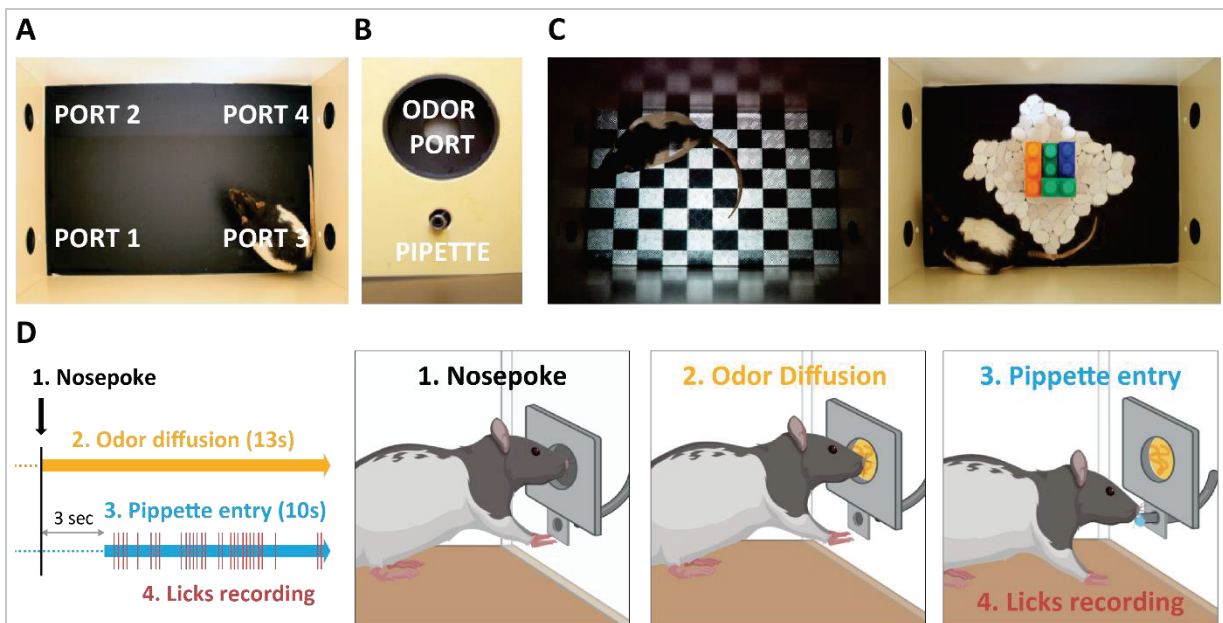 A
B
C
PORT 2
PORT 4
PORT 1
PORT 3
ODOR
PORT
PIPETTE
D
1. Nosepoke
2. Odor diffusion (13s)
3 sec
3. Pippette entry (10s)
4. Licks recording
1. Nosepoke
2. Odor Diffusion
3. Pippette entry
4. Licks recording